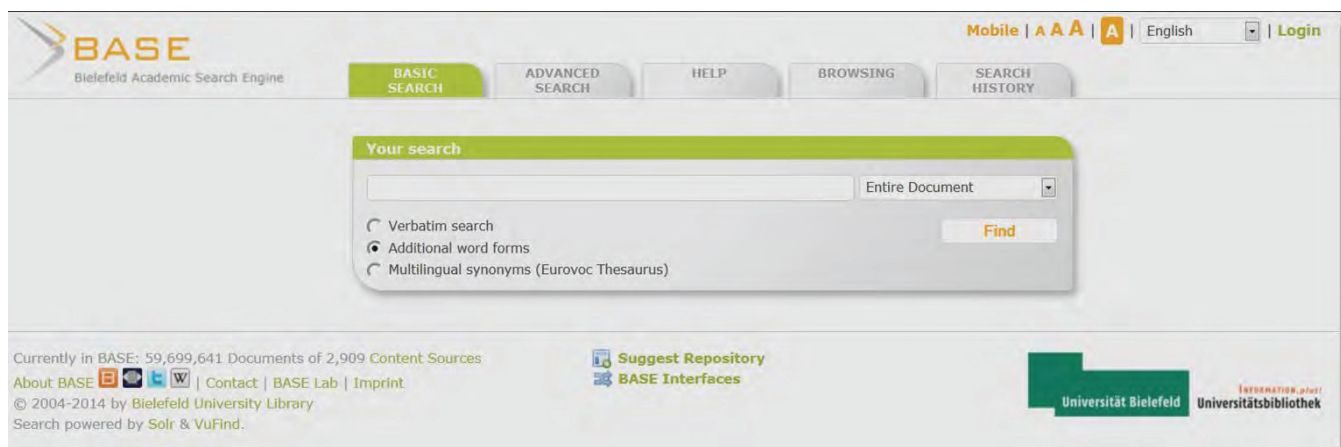 BASE
Bielefeld Academic Search Engine
Mobile | A A A | A | English | Login
BASIC SEARCH
ADVANCED SEARCH
HELP
BROWSING
SEARCH HISTORY
Your search
Entire Document
Verbatim search
Find
Additional word forms
Multilingual synonyms (Eurovoc Thesaurus)
Currently in BASE: 59,699,641 Documents of 2,909 Content Sources
About BASE | Contact | BASE Lab | Imprint
© 2004-2014 by Bielefeld University Library
Search powered by Solr & VuFind.
Suggest Repository
BASE Interfaces
Universität Bielefeld
INFORMATION.plus!
Universitätsbibliothek